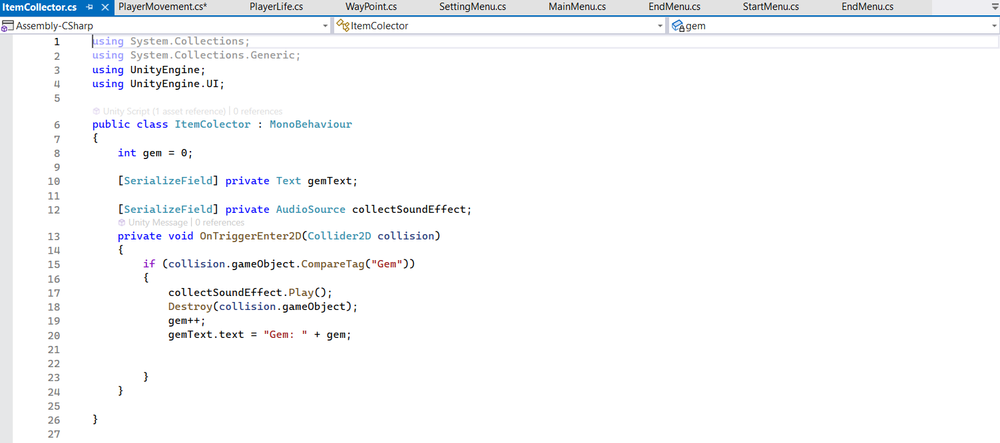 ItemCollector.cs PlayerMovement.cs* PlayerLife.cs WayPoint.cs SettingMenu.cs MainMenu.cs EndMenu.cs StartMenu.cs EndMenu.cs
Assembly-CSharp ItemColector gem
1 using System.Collections;
2 using System.Collections.Generic;
3 using UnityEngine;
4 using UnityEngine.UI;
5
Unity Script (1 asset reference) | 0 references
6 public class ItemColector : MonoBehaviour
7 {
8 int gem = 0;
9
10 [SerializeField] private Text gemText;
11
12 [SerializeField] private AudioSource collectSoundEffect;
Unity Message | 0 references
13 private void OnTriggerEnter2D(Collider2D collision)
14 {
15 if (collision.gameObject.CompareTag("Gem"))
16 {
17 collectSoundEffect.Play();
18 Destroy(collision.gameObject);
19 gem++;
20 gemText.text = "Gem: " + gem;
21
22
23 }
24 }
25
26 }
27